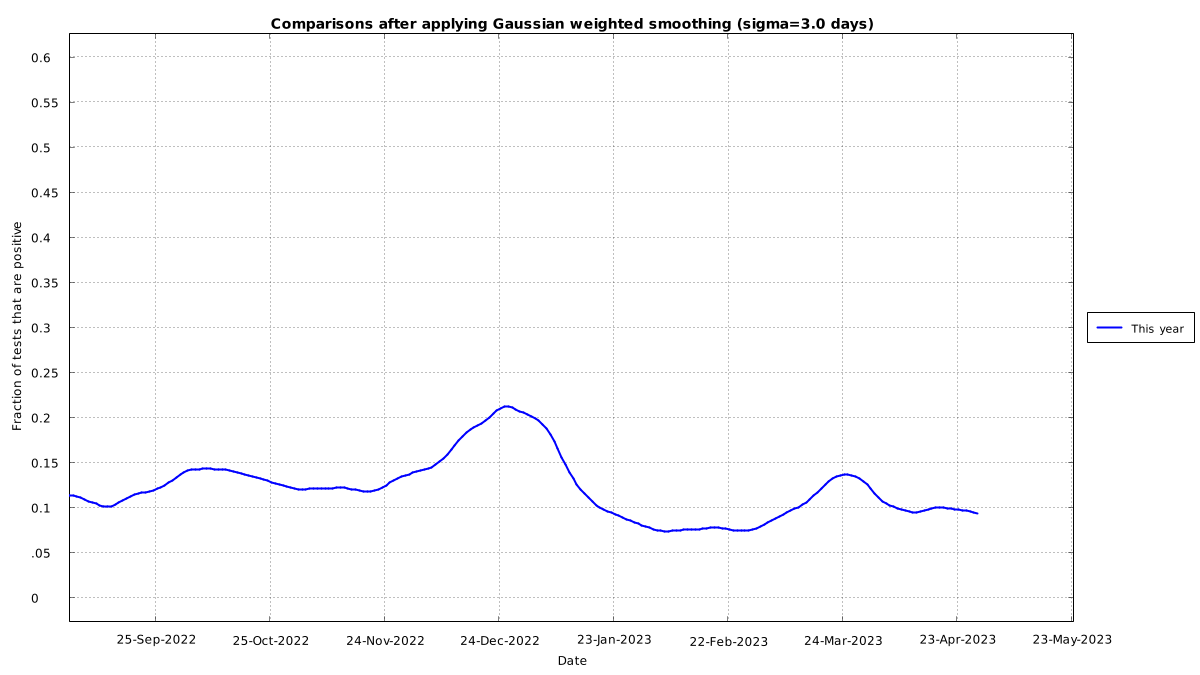 Comparisons after applying Gaussian weighted smoothing (sigma=3.0 days)
0.6
0.55
0.5
0.45
0.4
0.35
0.3
0.25
0.2
0.15
0.1
.05
0
Fraction of tests that are positive
This year
25-Sep-2022 25-Oct-2022 24-Nov-2022 24-Dec-2022 23-Jan-2023 22-Feb-2023 24-Mar-2023 23-Apr-2023 23-May-2023
Date